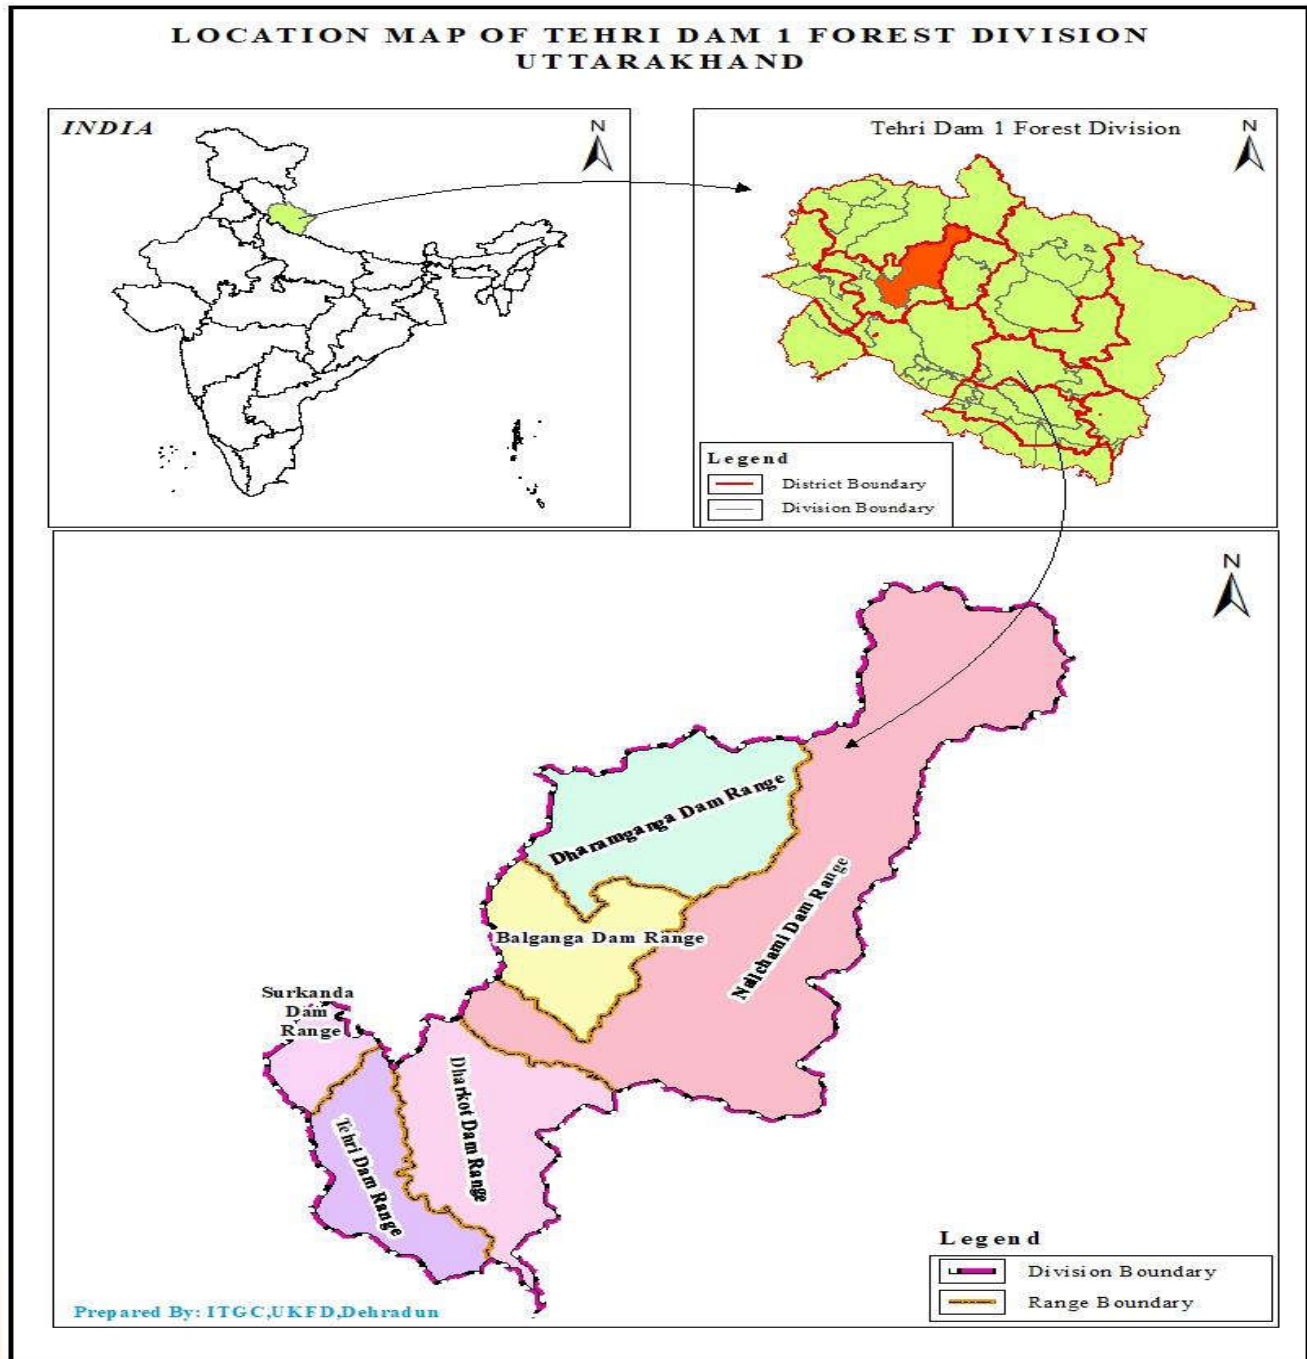 LOCATION MAP OF TEHRI DAM 1 FOREST DIVISION
UTTARAKHAND
INDIA
N
Tehri Dam 1 Forest Division
N
Legend
District Boundary
Division Boundary
N
Dharamganga Dam Range
Nailchami Dam Range
Balganga Dam Range
Surkanda
Dam
Range
Dharkot Dam Range
Tehri Dam Range
Legend
Division Boundary
Range Boundary
Prepared By: ITGC,UKFD,Dehradun